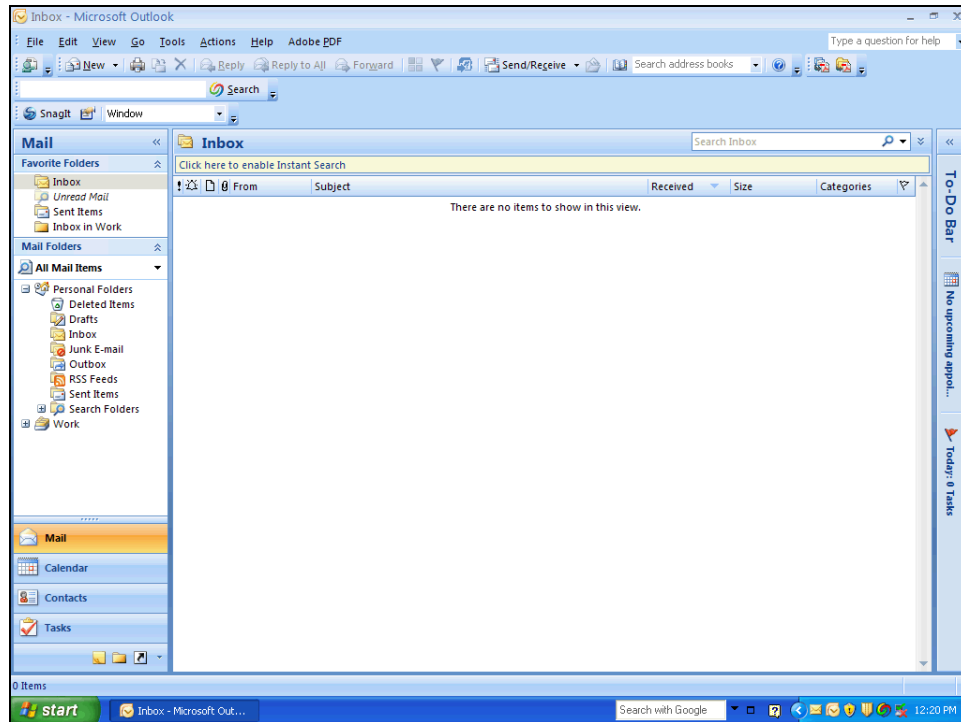 Inbox - Microsoft Outlook
File Edit View Go Tools Actions Help Adobe PDF Type a question for help
New Reply Reply to All Forward Send/Receive Search address books
Search
SnagIt Window
Mail
Favorite Folders
Inbox
Unread Mail
Sent Items
Inbox in Work
Mail Folders
All Mail Items
Personal Folders
Deleted Items
Drafts
Inbox
Junk E-mail
Outbox
RSS Feeds
Sent Items
Search Folders
Work
Mail
Calendar
Contacts
Tasks
Inbox Search Inbox
Click here to enable Instant Search
From Subject Received Size Categories
There are no items to show in this view.
To-Do Bar
No upcoming appoi...
Today: 0 Tasks
0 Items
start Inbox - Microsoft Out... Search with Google 12:20 PM